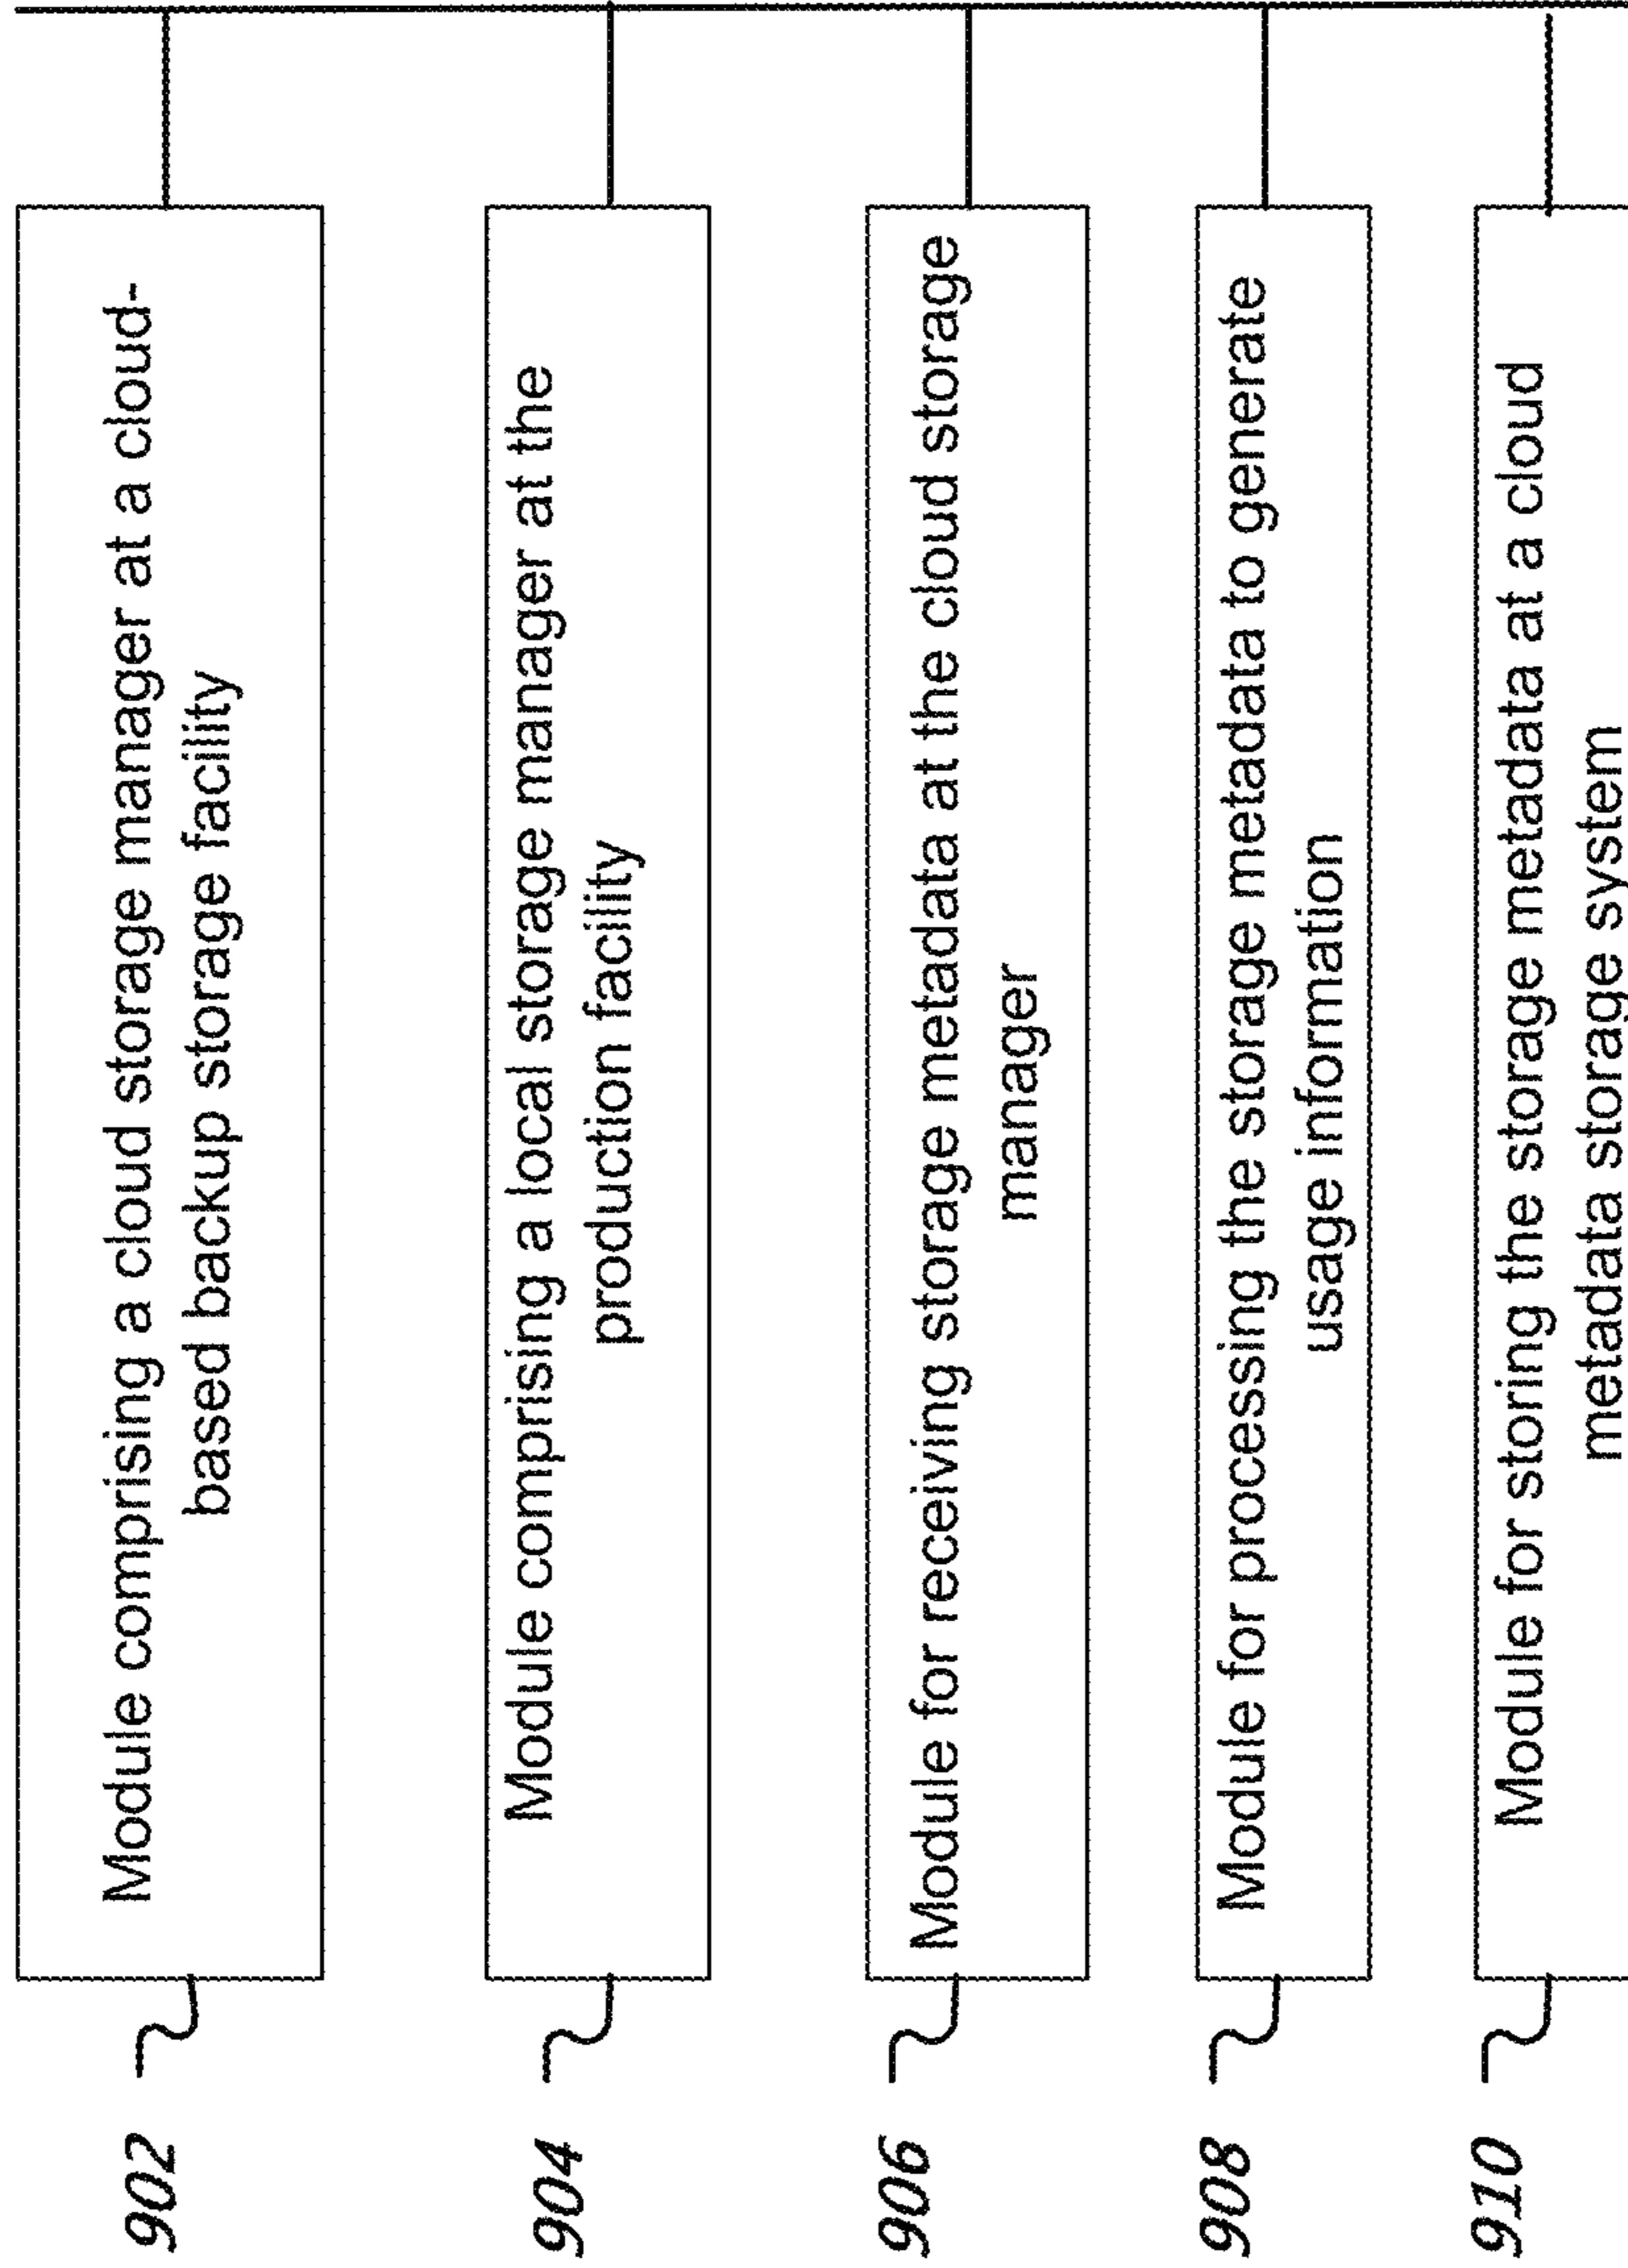 902
Module comprising a cloud storage manager at a cloud-
based backup storage facility
904
Module comprising a local storage manager at the
production facility
906
Module for receiving storage metadata at the cloud storage
manager
908
Module for processing the storage metadata to generate
usage information
910
Module for storing the storage metadata at a cloud
metadata storage system